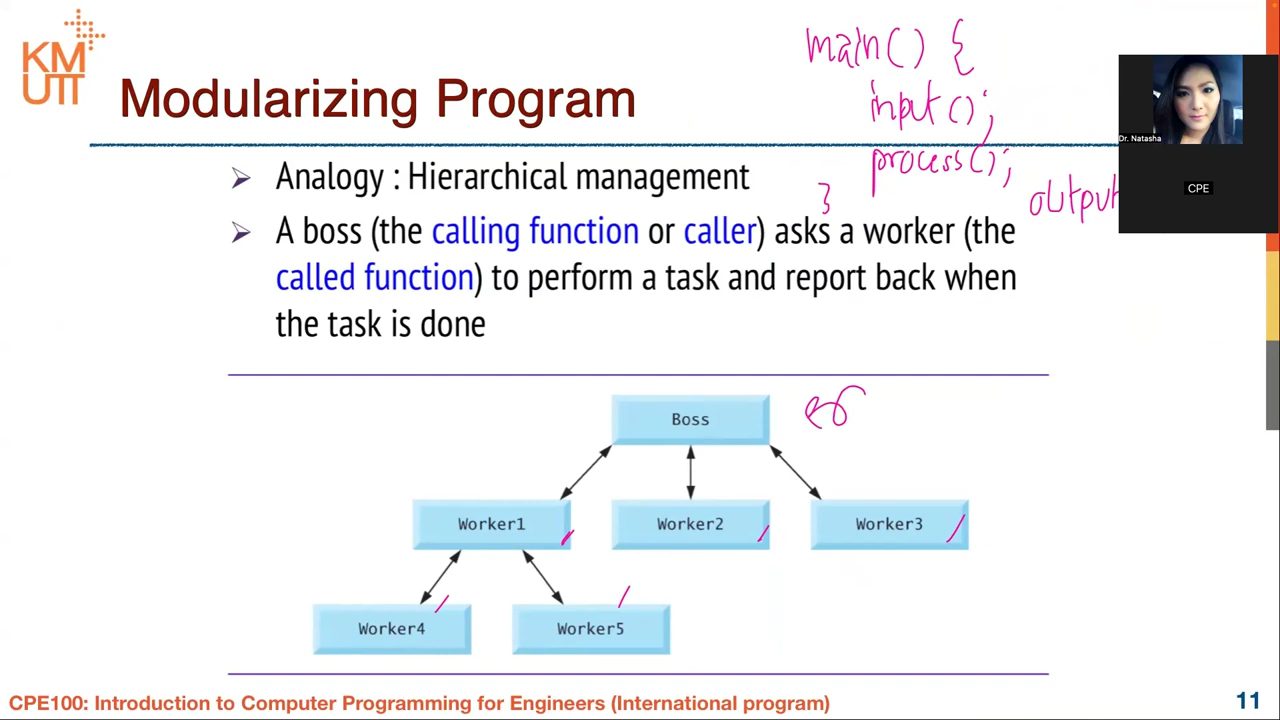 KM
UTT
main() {
Modularizing Program
input();
Dr. Natasha
process();
CPE
Analogy : Hierarchical management
}
output
A boss (the calling function or caller) asks a worker (the
called function) to perform a task and report back when
the task is done
Boss
Worker1
Worker2
Worker3
Worker4
Worker5
CPE100: Introduction to Computer Programming for Engineers (International program)
11